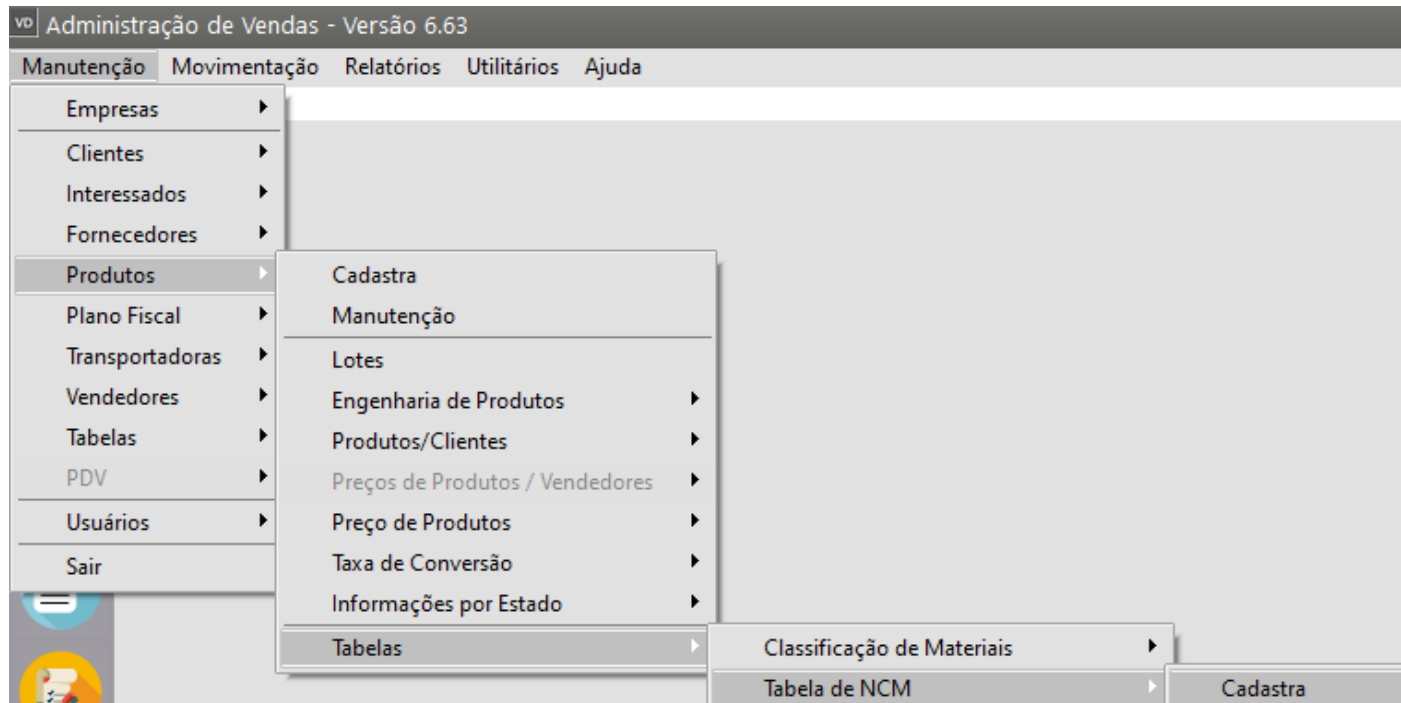 VD Administração de Vendas - Versão 6.63
Manutenção Movimentação Relatórios Utilitários Ajuda
Empresas
Clientes
Interessados
Fornecedores
Produtos
Plano Fiscal
Transportadoras
Vendedores
Tabelas
PDV
Usuários
Sair
Cadastra
Manutenção
Lotes
Engenharia de Produtos
Produtos/Clientes
Preços de Produtos / Vendedores
Preço de Produtos
Taxa de Conversão
Informações por Estado
Tabelas
Classificação de Materiais
Tabela de NCM
Cadastra